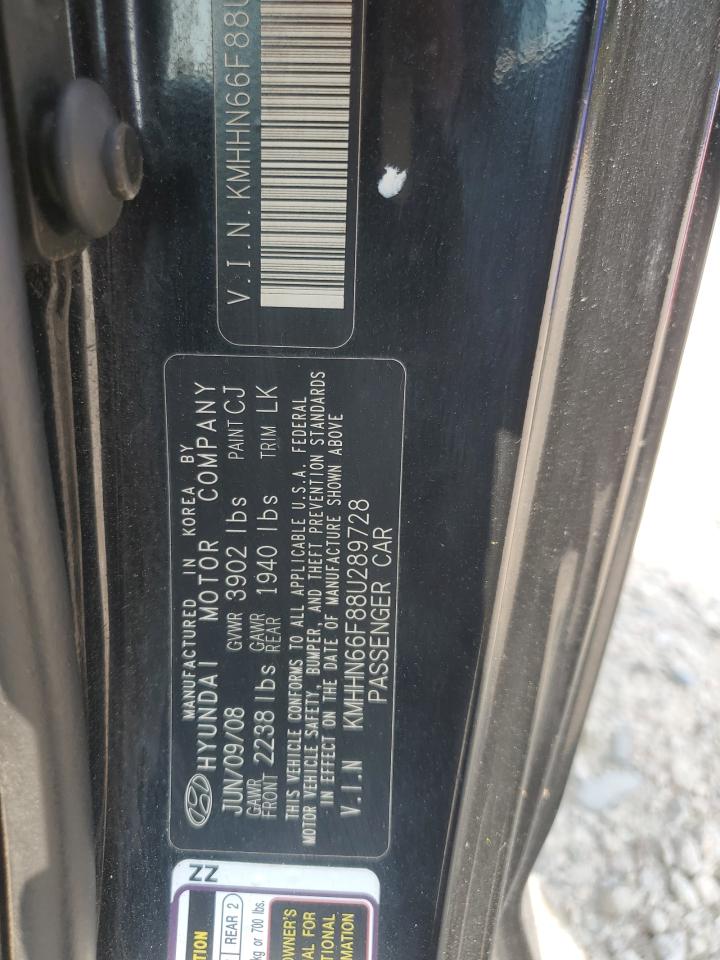 V.I.N. KMHHN66F88U
MANUFACTURED IN KOREA BY
HYUNDAI MOTOR COMPANY
JUN/09/08 GVWR 3902 lbs PAINT CJ
GAWR FRONT 2238 lbs GAWR REAR 1940 lbs TRIM LK
THIS VEHICLE CONFORMS TO ALL APPLICABLE U.S.A. FEDERAL
MOTOR VEHICLE SAFETY, BUMPER, AND THEFT PREVENTION STANDARDS
IN EFFECT ON THE DATE OF MANUFACTURE SHOWN ABOVE
V.I.N KMHHN66F88U289728
PASSENGER CAR
ZZ
REAR 2
kg or 700 lbs.
OWNER'S
AL FOR